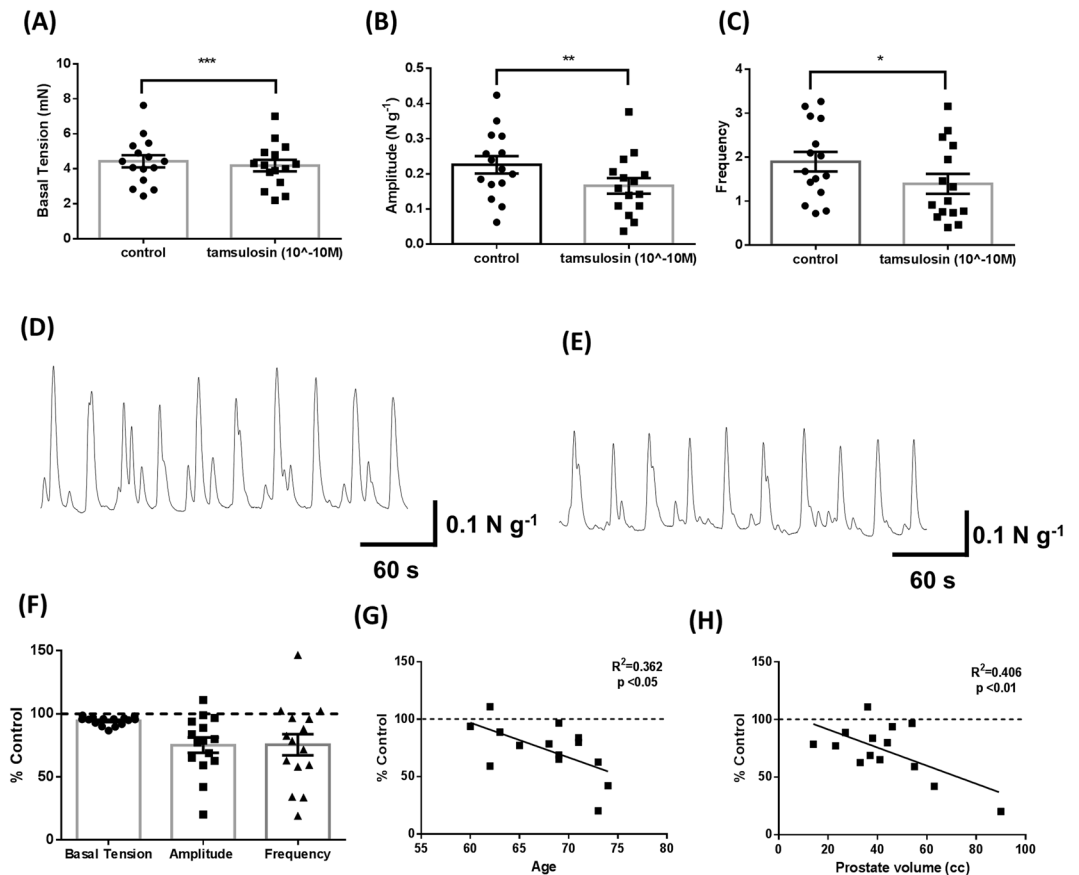 (A)
Basal Tension (mN)
10
8
6
4
2
0
***
control
tamsulosin (10^-10M)
(B)
Amplitude (N g-1)
0.5
0.4
0.3
0.2
0.1
0.0
**
control
tamsulosin (10^-10M)
(C)
Frequency
4
3
2
1
0
*
control
tamsulosin (10^-10M)
(D)
0.1 N g-1
60 s
(E)
0.1 N g-1
60 s
(F)
% Control
150
100
50
0
Basal Tension
Amplitude
Frequency
(G)
% Control
150
100
50
0
R2=0.362
p <0.05
55
60
65
70
75
80
Age
(H)
% Control
150
100
50
0
R2=0.406
p <0.01
0
20
40
60
80
100
Prostate volume (cc)